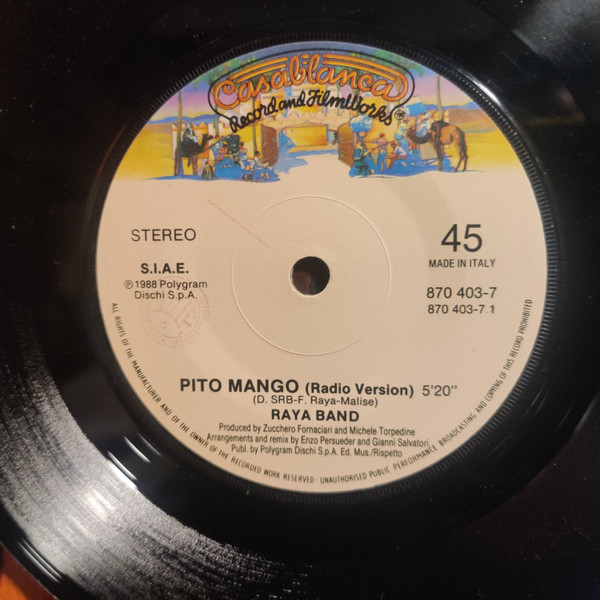 Casablanca
Record and FilmWorks
STEREO
45
MADE IN ITALY
S.I.A.E.
℗ 1988 Polygram
Dischi S.p.A.
870 403-7
870 403-7.1
PITO MANGO (Radio Version) 5'20"
(D. SRB-F. Raya-Malise)
RAYA BAND
Produced by Zucchero Fornaciari and Michele Torpedine
Arrangements and remix by Enzo Persueder and Gianni Salvatori
Publ. by Polygram Dischi S.p.A. Ed. Mus./Rispetto
ALL RIGHTS OF THE MANUFACTURER AND OF THE OWNER OF THE RECORDED WORK RESERVED · UNAUTHORISED PUBLIC PERFORMANCE BROADCASTING AND COPYING OF THIS RECORD PROHIBITED